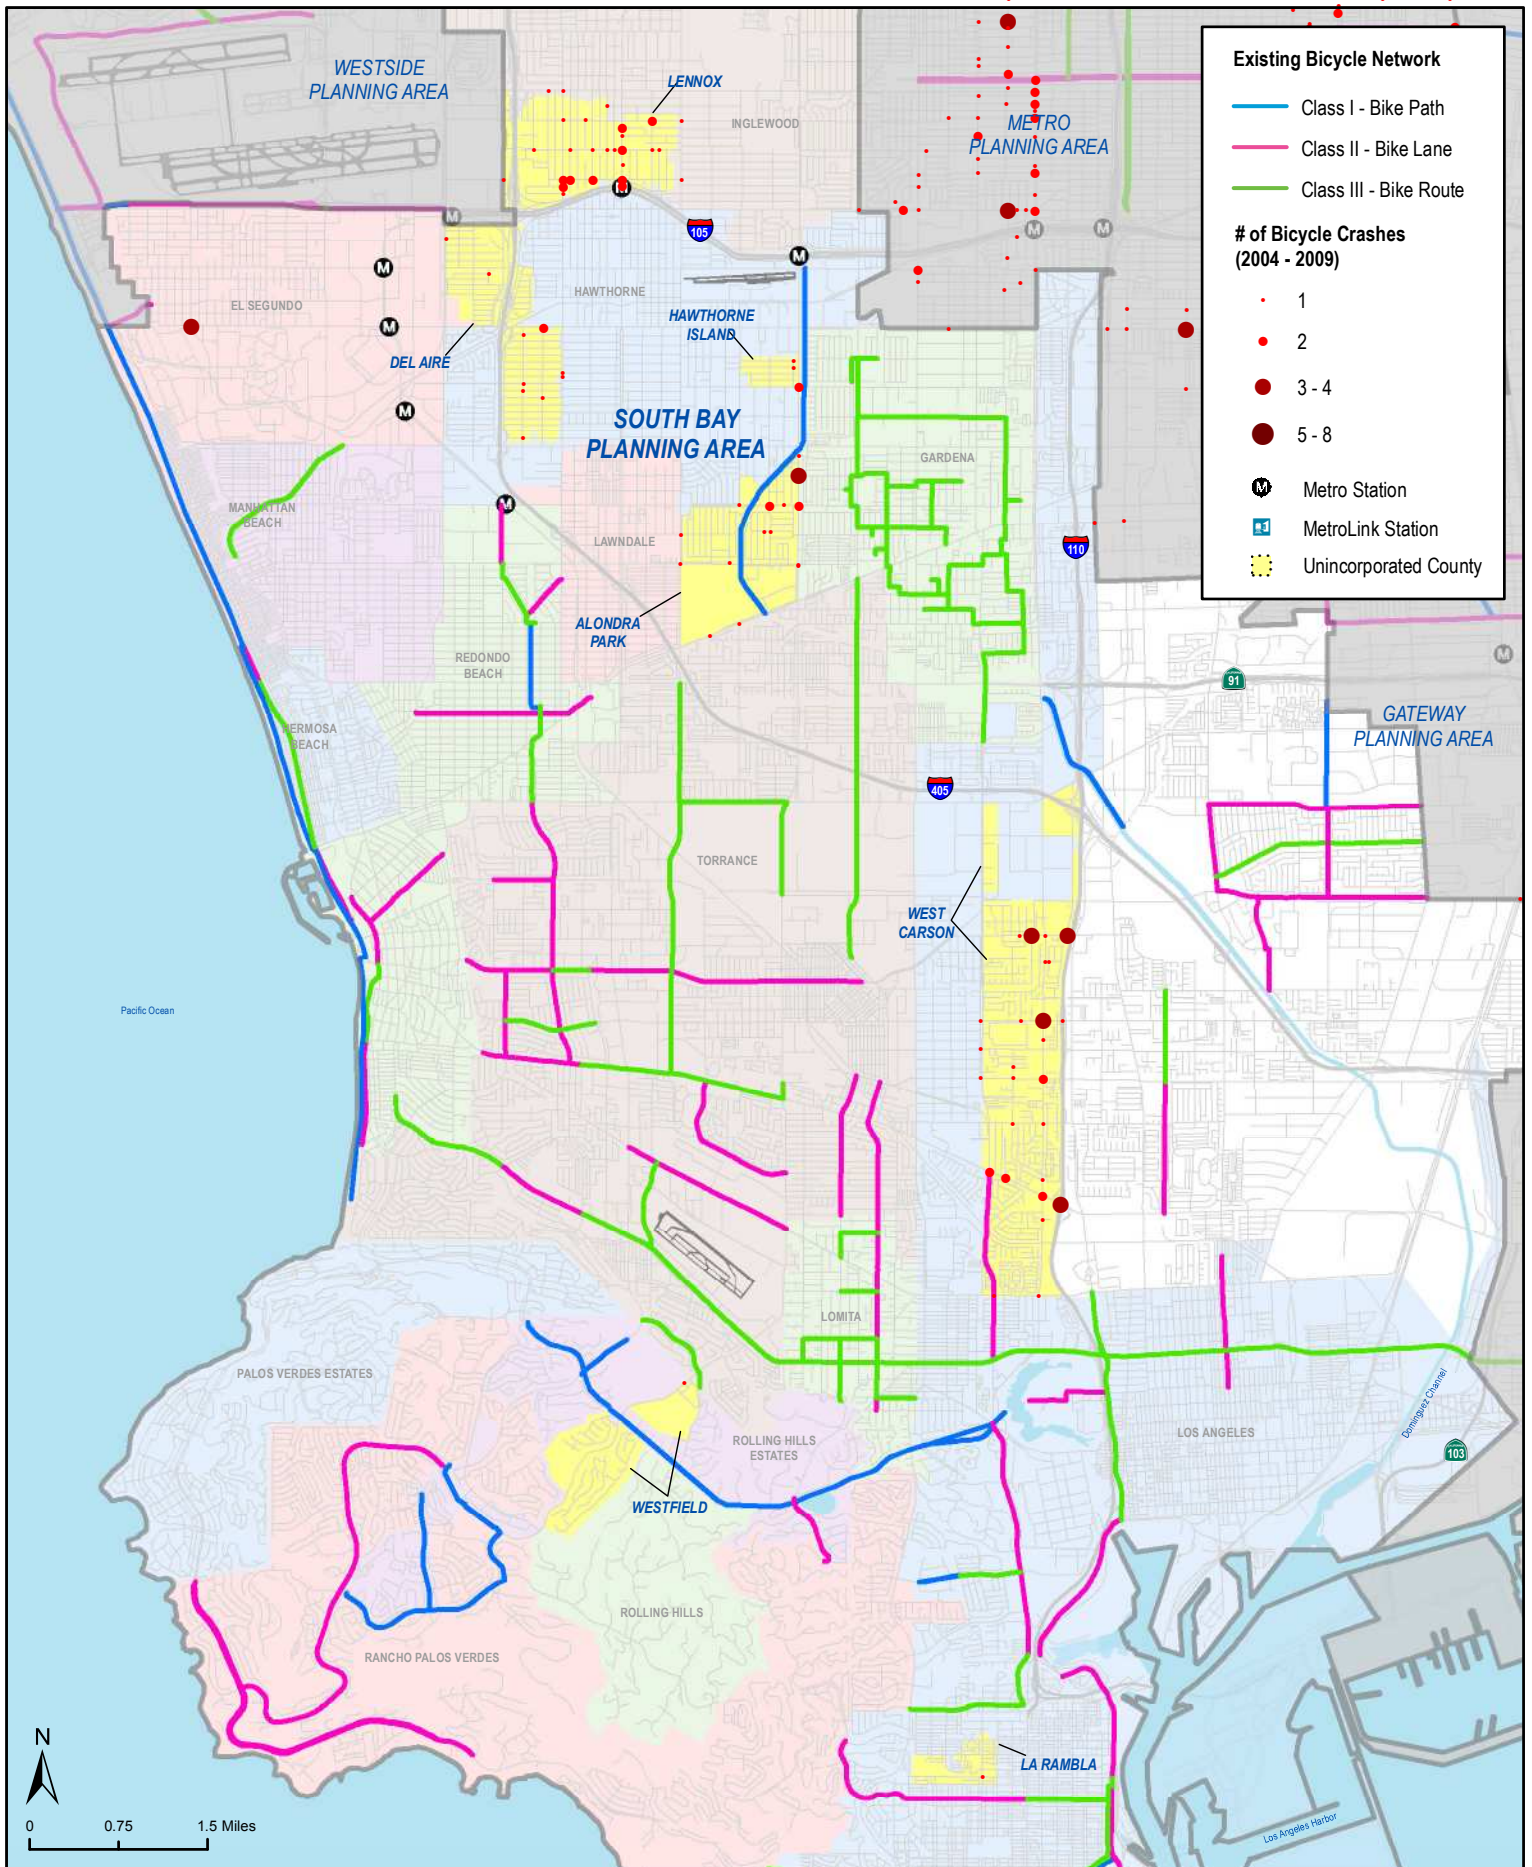 WESTSIDE
PLANNING AREA
LENNOX
INGLEWOOD
METRO
PLANNING AREA
Existing Bicycle Network
Class I - Bike Path
Class II - Bike Lane
Class III - Bike Route
# of Bicycle Crashes
(2004 - 2009)
1
2
3 - 4
5 - 8
M Metro Station
MetroLink Station
Unincorporated County
M
M
105
M
M
M
M
EL SEGUNDO
HAWTHORNE
HAWTHORNE
ISLAND
M
DEL AIRE
M
SOUTH BAY
PLANNING AREA
GARDENA
MANHATTAN
BEACH
M
LAWNDALE
110
ALONDRA
PARK
REDONDO
BEACH
M
91
HERMOSA
BEACH
GATEWAY
PLANNING AREA
405
TORRANCE
WEST
CARSON
Pacific Ocean
LOMITA
PALOS VERDES ESTATES
Dominguez Channel
LOS ANGELES
ROLLING HILLS
ESTATES
CALIFORNIA
103
WESTFIELD
ROLLING HILLS
RANCHO PALOS VERDES
LA RAMBLA
Los Angeles Harbor
N
0 0.75 1.5 Miles